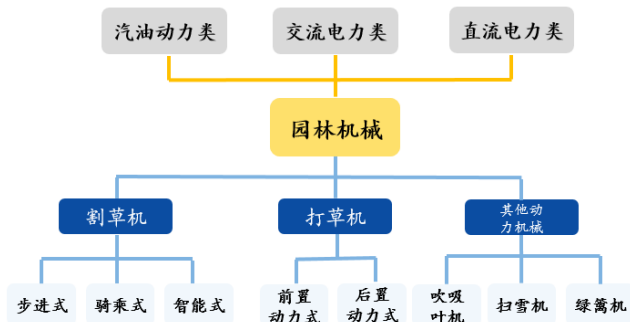 汽油动力类
交流电力类
直流电力类
园林机械
割草机
打草机
其他动
力机械
步进式
骑乘式
智能式
前置
动力式
后置
动力式
吹吸
叶机
扫雪机
绿篱机